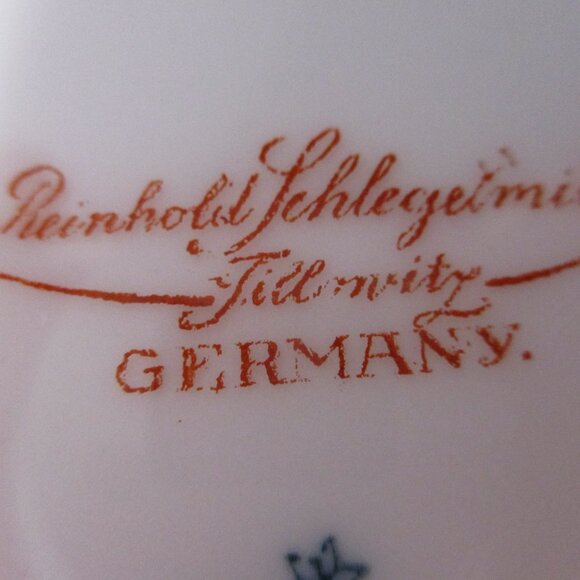 Reinhold Schlegelmi
Tillowitz
GERMANY.